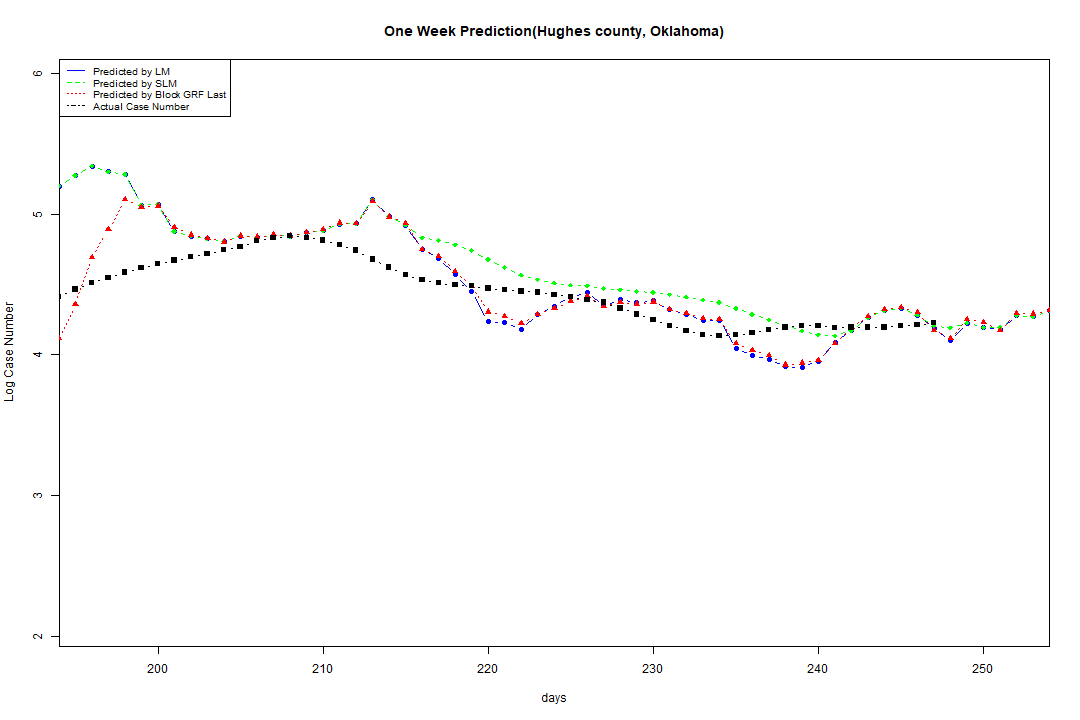 One Week Prediction(Hughes county, Oklahoma)
Predicted by LM
Predicted by SLM
Predicted by Block GRF Last
Actual Case Number
6
5
4
3
2
Log Case Number
200 210 220 230 240 250
days